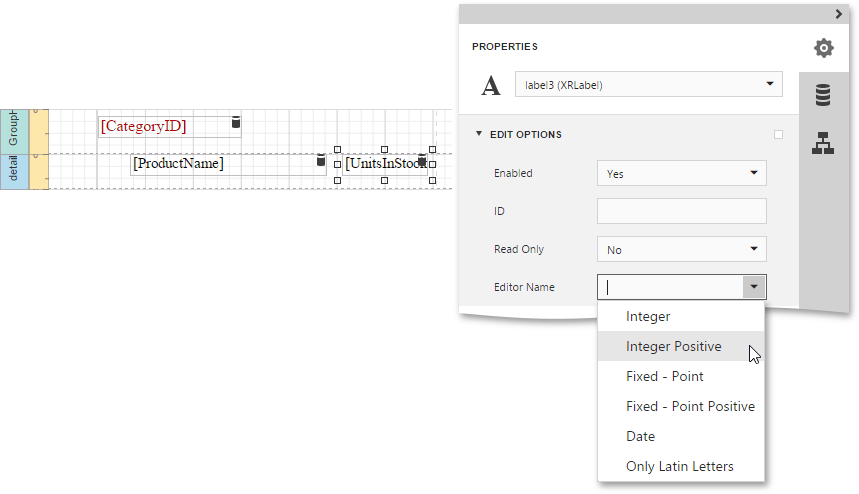 PROPERTIES
A
label3 (XRLabel)
[CategoryID]
[ProductName]
[UnitsInStock
detail
EDIT OPTIONS
Enabled
Yes
ID
Read Only
No
Editor Name
Integer
Integer Positive
Fixed - Point
Fixed - Point Positive
Date
Only Latin Letters